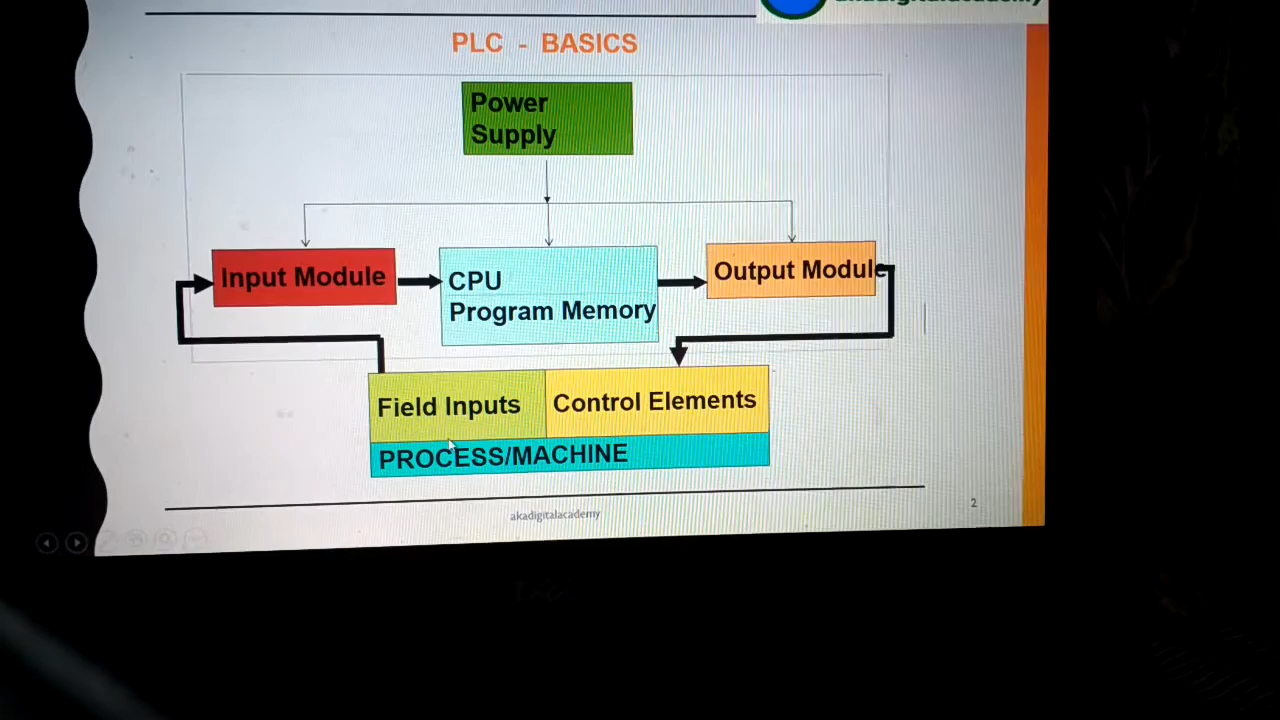 PLC - BASICS
Power
Supply
Input Module
CPU
Program Memory
Output Module
Field Inputs
Control Elements
PROCESS/MACHINE
akadigitalacademy
2